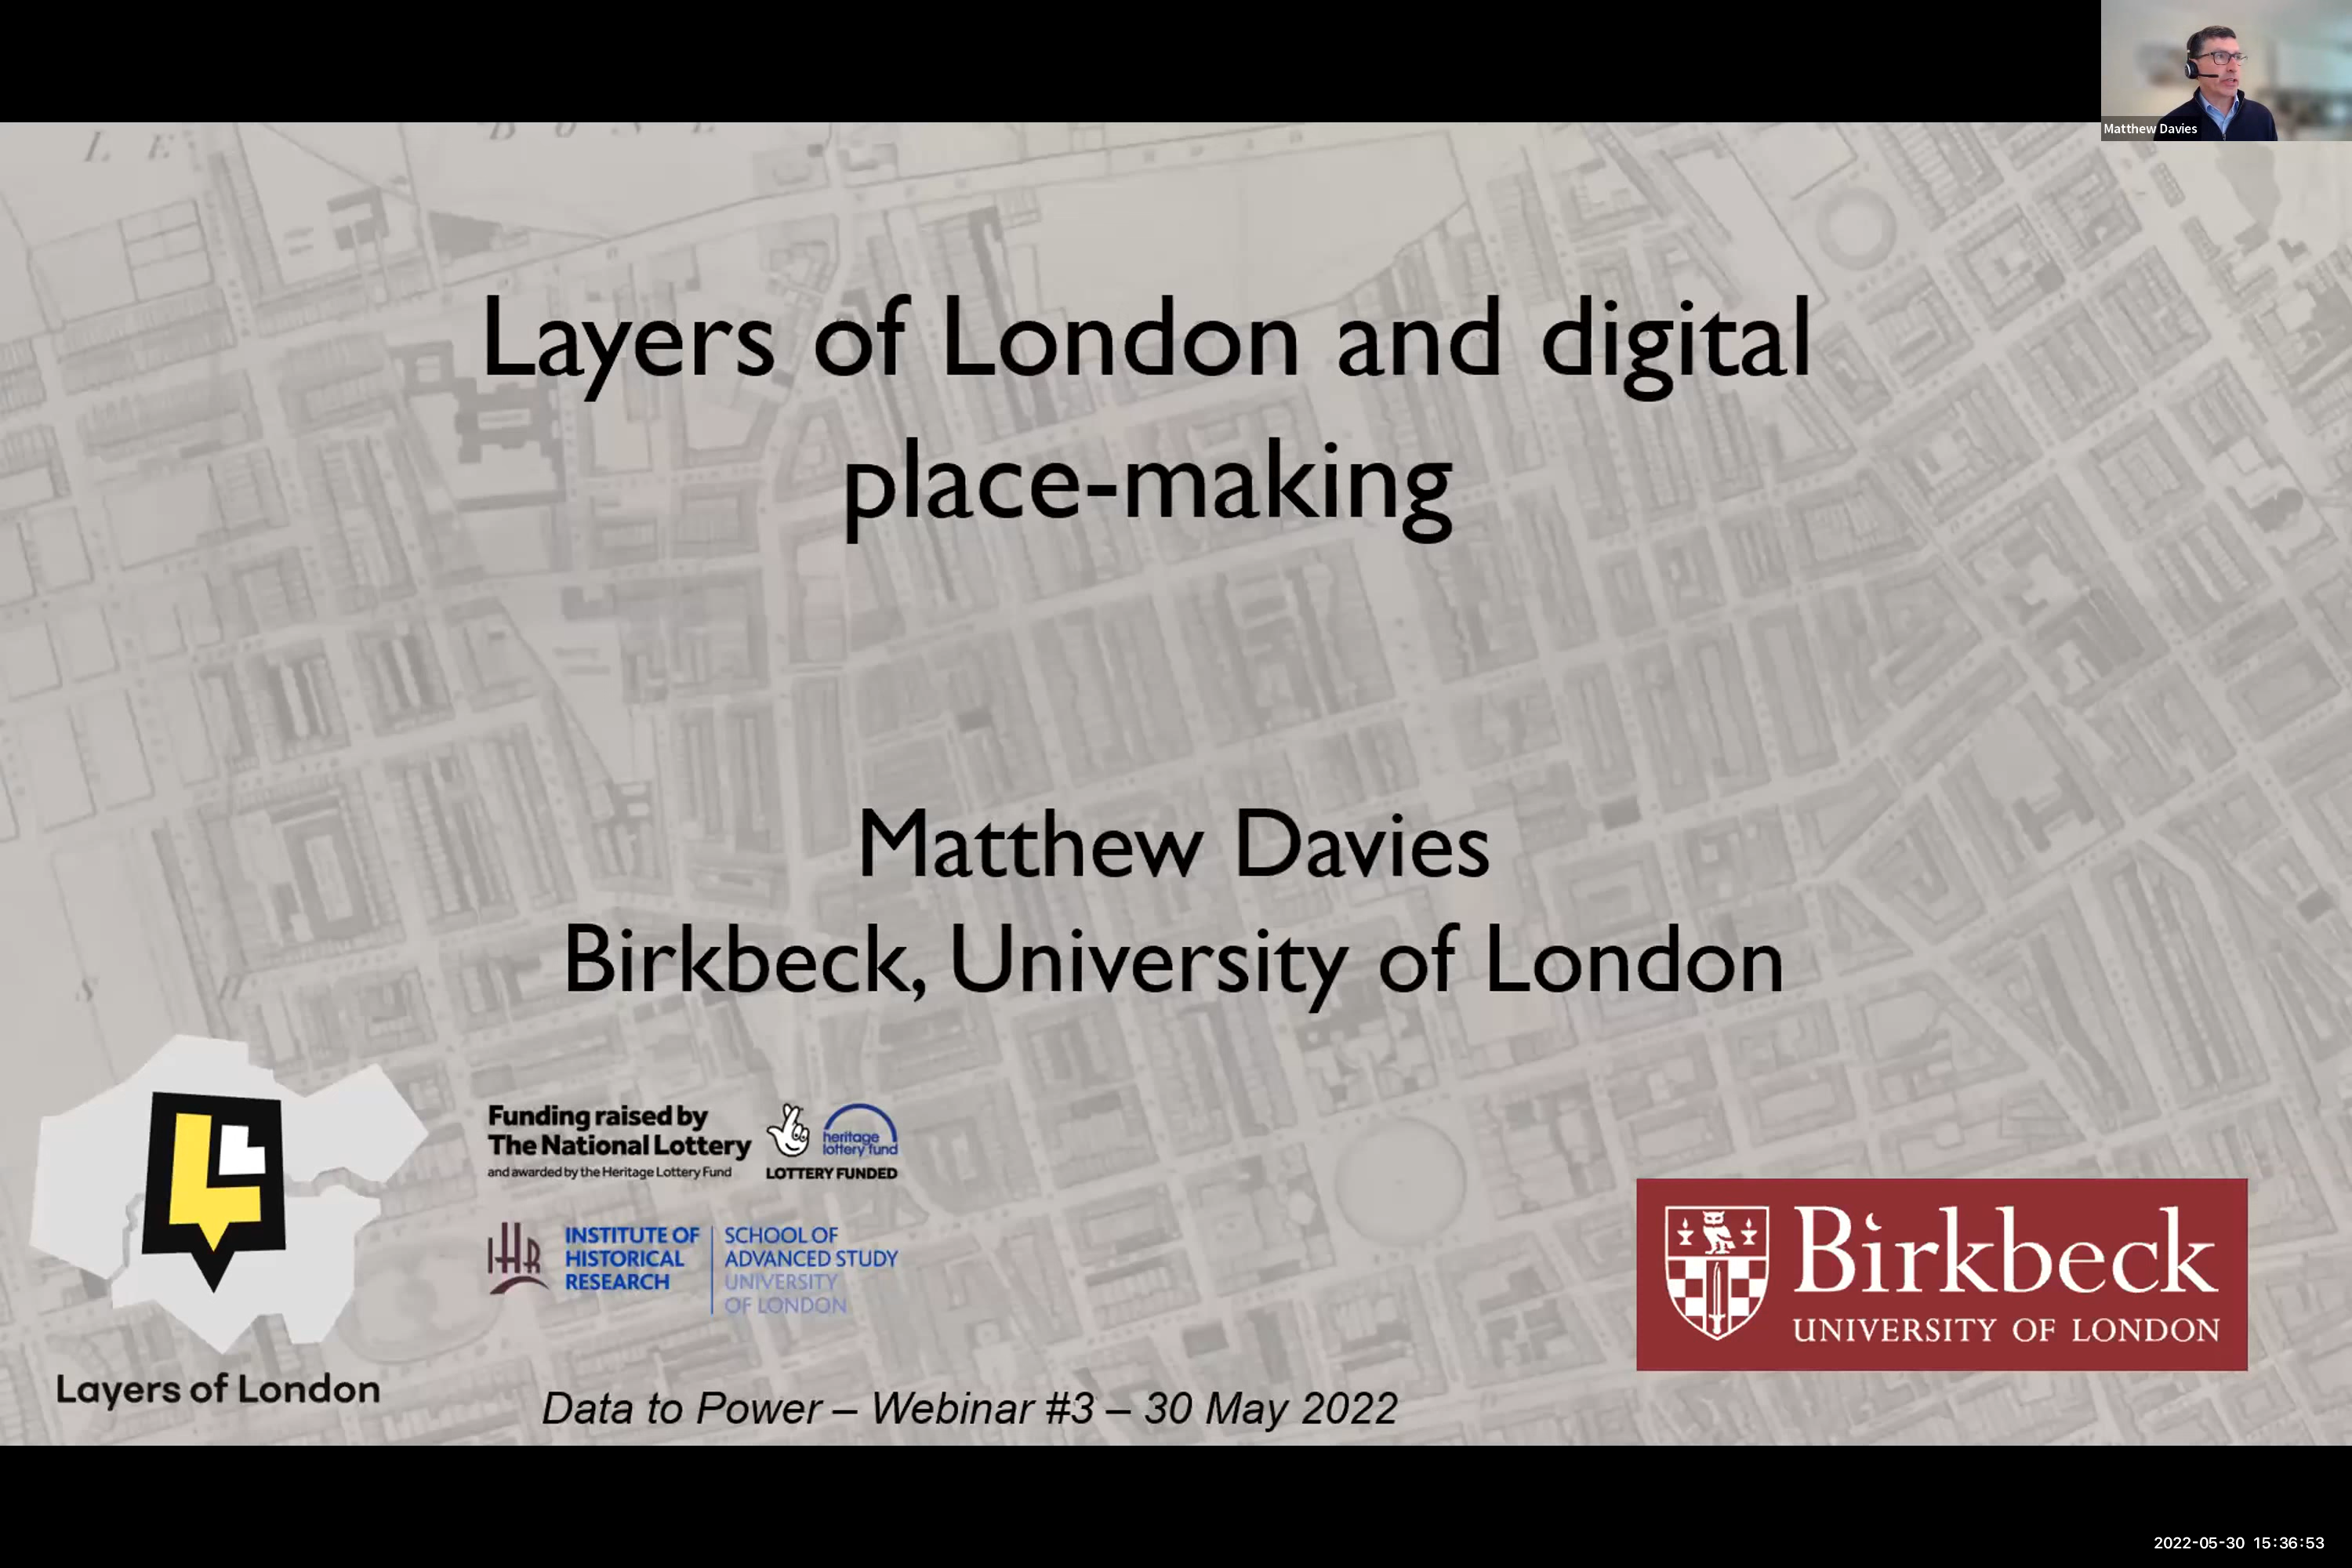 Matthew Davies
Layers of London and digital
place-making
Matthew Davies
Birkbeck, University of London
Funding raised by
The National Lottery
and awarded by the Heritage Lottery Fund
heritage
lottery fund
LOTTERY FUNDED
IHR
INSTITUTE OF
HISTORICAL
RESEARCH
SCHOOL OF
ADVANCED STUDY
UNIVERSITY
OF LONDON
Birkbeck
UNIVERSITY OF LONDON
Layers of London
Data to Power – Webinar #3 – 30 May 2022
2022-05-30 15:36:53